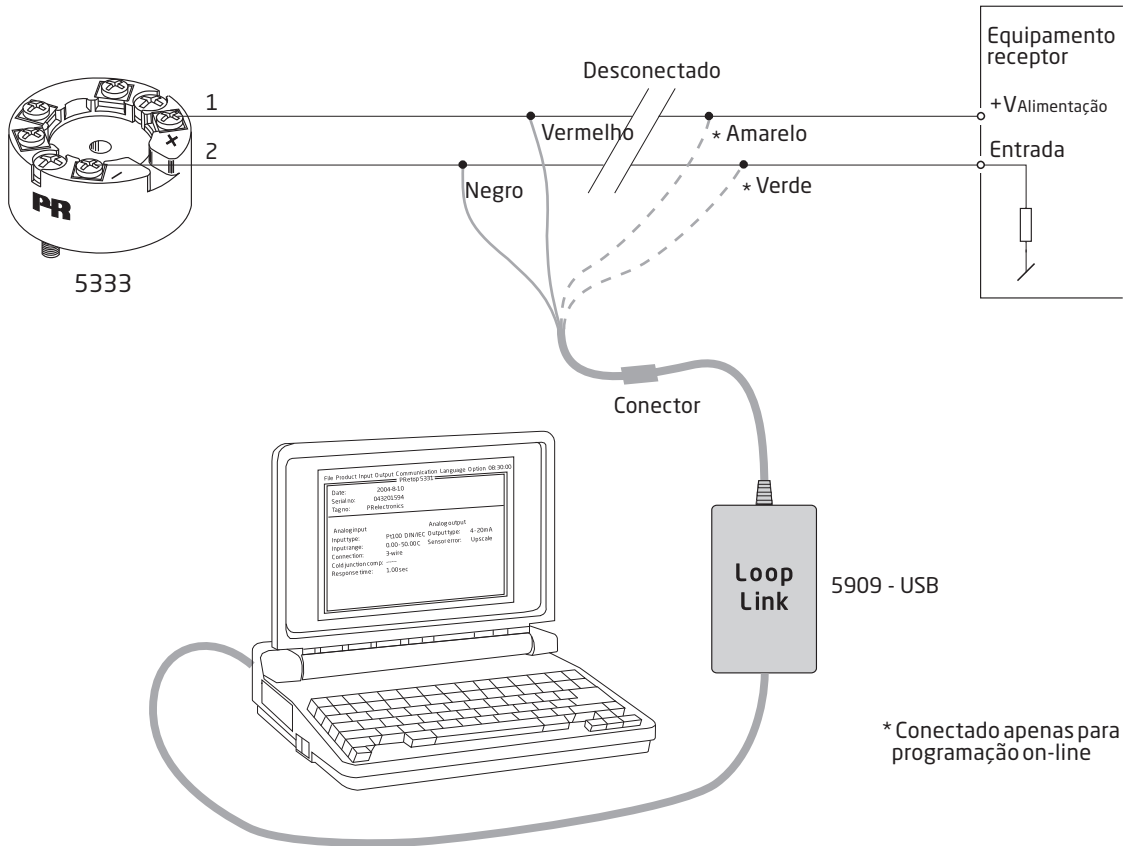 Equipamento
receptor
Desconectado
1
+VAlimentação
Vermelho
* Amarelo
2
Entrada
Negro
* Verde
+
-
PR
5333
Conector
File Product Input Output Communication Language Option 08:30:00
PRetop 5331
Date: 2004-8-10
Serial no: 043201594
Tag no: PRelectronics
Analog input Analog output
Input type: Pt100 DIN/IEC Output type: 4-20mA
Input range: 0.00-50.00 C Sensor error: Upscale
Connection: 3-wire
Cold junction comp: -----
Response time: 1.00 sec
Loop
Link
5909 - USB
* Conectado apenas para
programação on-line